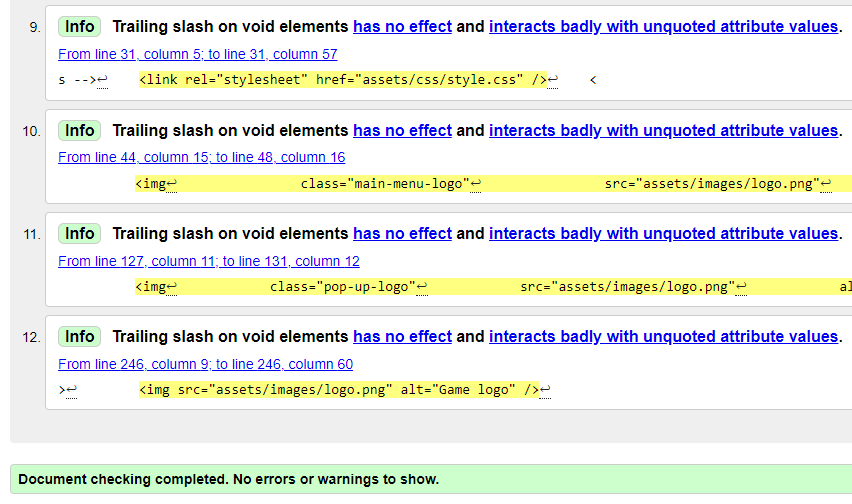 9. Info Trailing slash on void elements has no effect and interacts badly with unquoted attribute values.
From line 31, column 5; to line 31, column 57
s -->↩ <link rel="stylesheet" href="assets/css/style.css" />↩ <
10. Info Trailing slash on void elements has no effect and interacts badly with unquoted attribute values.
From line 44, column 15; to line 48, column 16
<img↩ class="main-menu-logo"↩ src="assets/images/logo.png"↩
11. Info Trailing slash on void elements has no effect and interacts badly with unquoted attribute values.
From line 127, column 11; to line 131, column 12
<img↩ class="pop-up-logo"↩ src="assets/images/logo.png"↩ al
12. Info Trailing slash on void elements has no effect and interacts badly with unquoted attribute values.
From line 246, column 9; to line 246, column 60
>↩ <img src="assets/images/logo.png" alt="Game logo" />↩
Document checking completed. No errors or warnings to show.